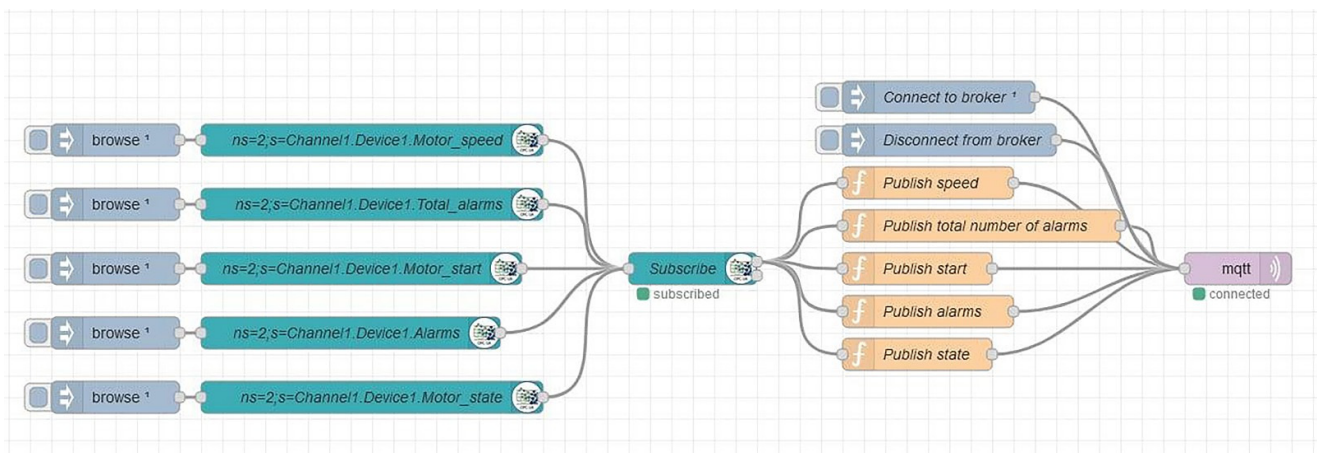 browse ¹
ns=2;s=Channel1.Device1.Motor_speed
browse ¹
ns=2;s=Channel1.Device1.Total_alarms
browse ¹
ns=2;s=Channel1.Device1.Motor_start
browse ¹
ns=2;s=Channel1.Device1.Alarms
browse ¹
ns=2;s=Channel1.Device1.Motor_state
Subscribe
subscribed
Connect to broker ¹
Disconnect from broker
Publish speed
Publish total number of alarms
Publish start
Publish alarms
Publish state
mqtt
connected